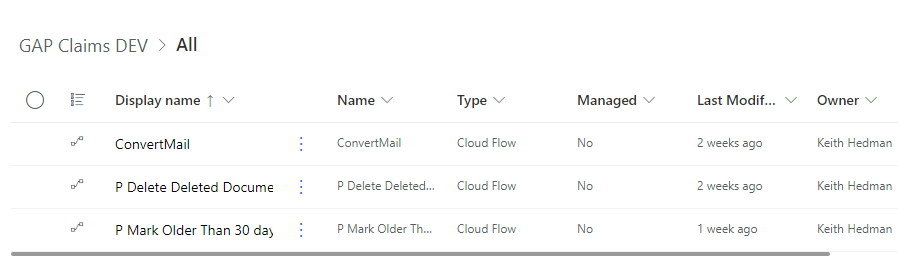 GAP Claims DEV > All
Display name ↑ Name Type Managed Last Modif... Owner
ConvertMail ConvertMail Cloud Flow No 2 weeks ago Keith Hedman
P Delete Deleted Docume P Delete Deleted... Cloud Flow No 2 weeks ago Keith Hedman
P Mark Older Than 30 day P Mark Older Th... Cloud Flow No 1 week ago Keith Hedman